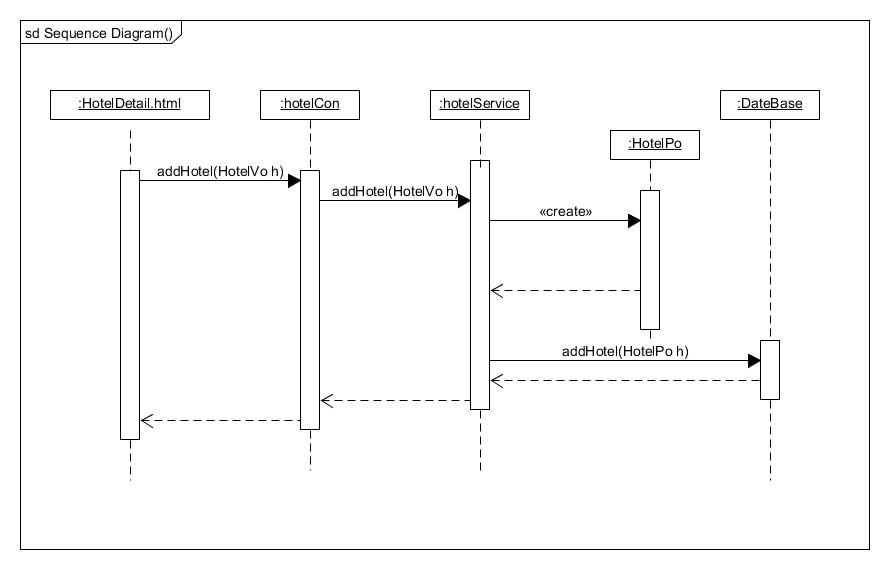 sd Sequence Diagram()
:HotelDetail.html
:hotelCon
:hotelService
:DateBase
:HotelPo
addHotel(HotelVo h)
addHotel(HotelVo h)
«create»
addHotel(HotelPo h)